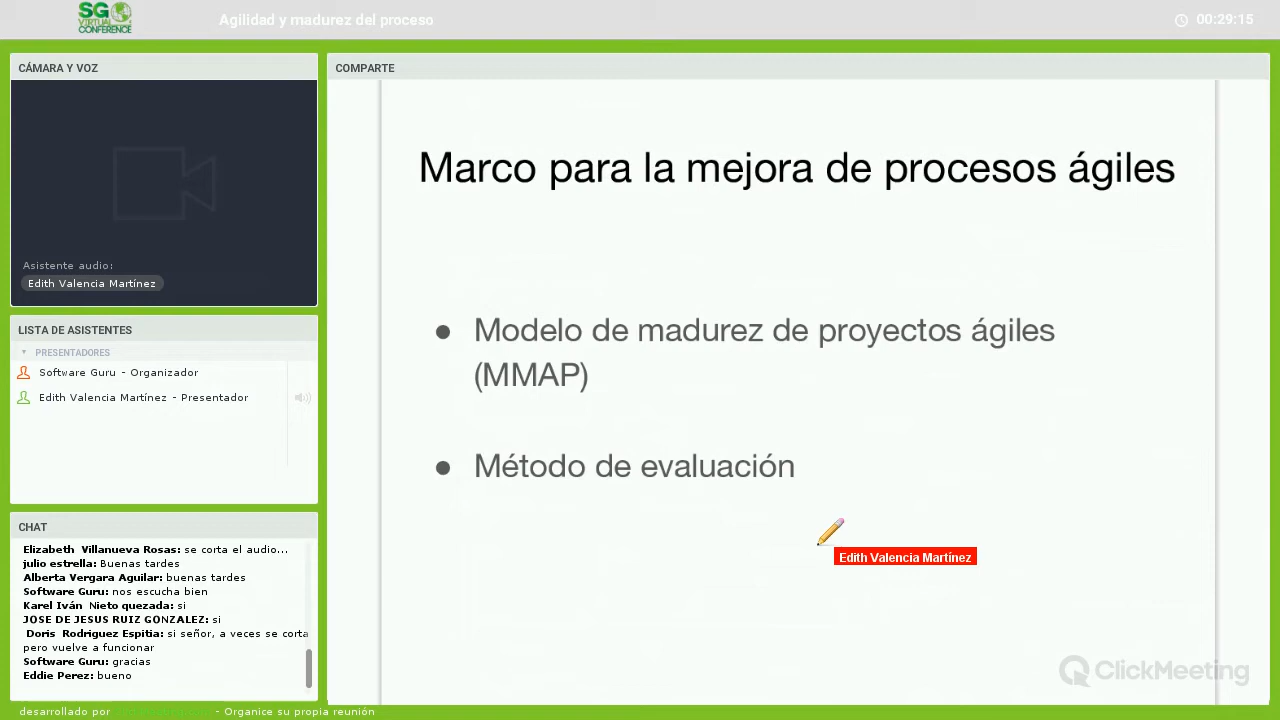 SG
VIRTUAL
CONFERENCE
Agilidad y madurez del proceso
00:29:15
CÁMARA Y VOZ
Asistente audio:
Edith Valencia Martínez
LISTA DE ASISTENTES
PRESENTADORES
Software Guru - Organizador
Edith Valencia Martínez - Presentador
CHAT
Elizabeth Villanueva Rosas: se corta el audio...
julio estrella: Buenas tardes
Alberta Vergara Aguilar: buenas tardes
Software Guru: nos escucha bien
Karel Iván Nieto quezada: si
JOSE DE JESUS RUIZ GONZALEZ: si
Doris Rodriguez Espitia: si señor, a veces se corta
pero vuelve a funcionar
Software Guru: gracias
Eddie Perez: bueno
COMPARTE
Marco para la mejora de procesos ágiles
● Modelo de madurez de proyectos ágiles
(MMAP)
● Método de evaluación
Edith Valencia Martínez
ClickMeeting
desarrollado por - Organice su propia reunión